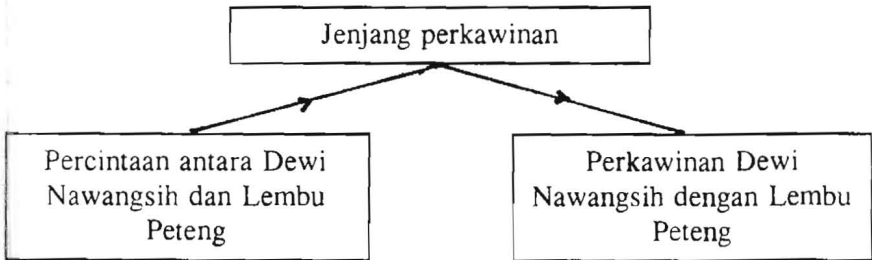 Jenjang perkawinan
Percintaan antara Dewi
Nawangsih dan Lembu
Peteng
Perkawinan Dewi
Nawangsih dengan Lembu
Peteng